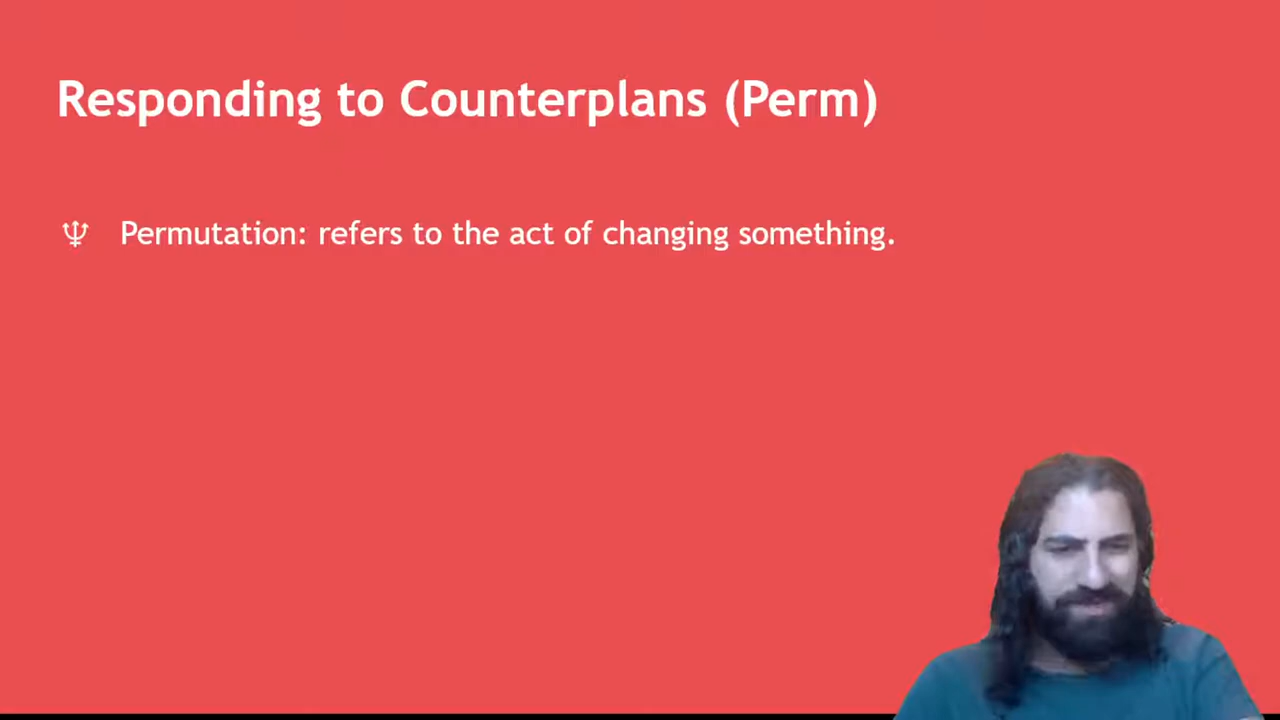 Responding to Counterplans (Perm)
♆ Permutation: refers to the act of changing something.